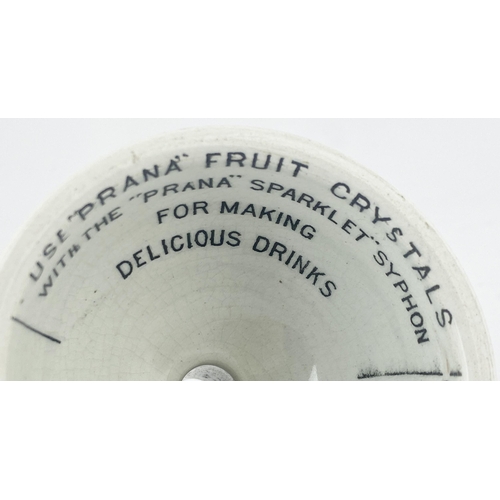 USE "PRANA" FRUIT CRYSTALS
WITH THE "PRANA" SPARKLET" SYPHON
FOR MAKING
DELICIOUS DRINKS